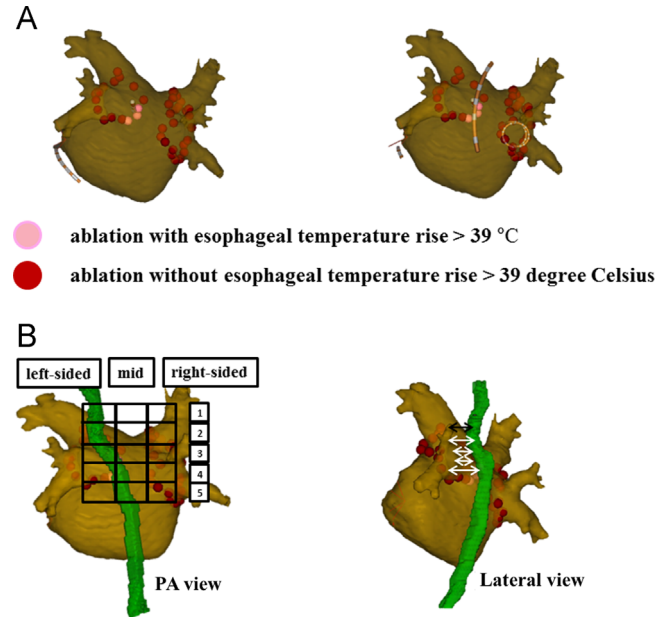 A
ablation with esophageal temperature rise > 39 °C
ablation without esophageal temperature rise > 39 degree Celsius
B
left-sided mid right-sided
1
2
3
4
5
PA view
Lateral view